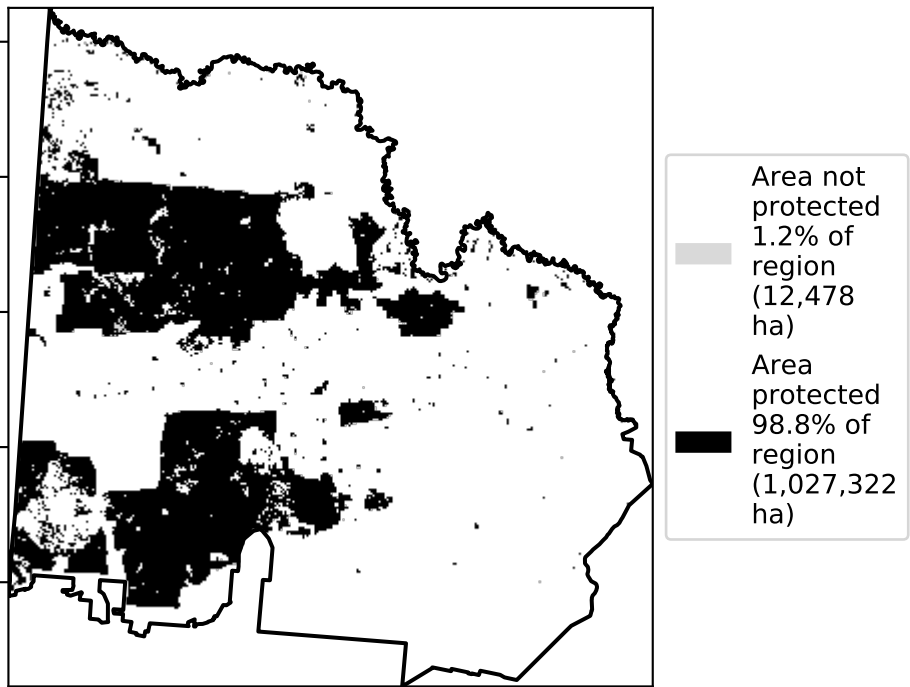 Area not
protected
1.2% of
region
(12,478
ha)
Area
protected
98.8% of
region
(1,027,322
ha)